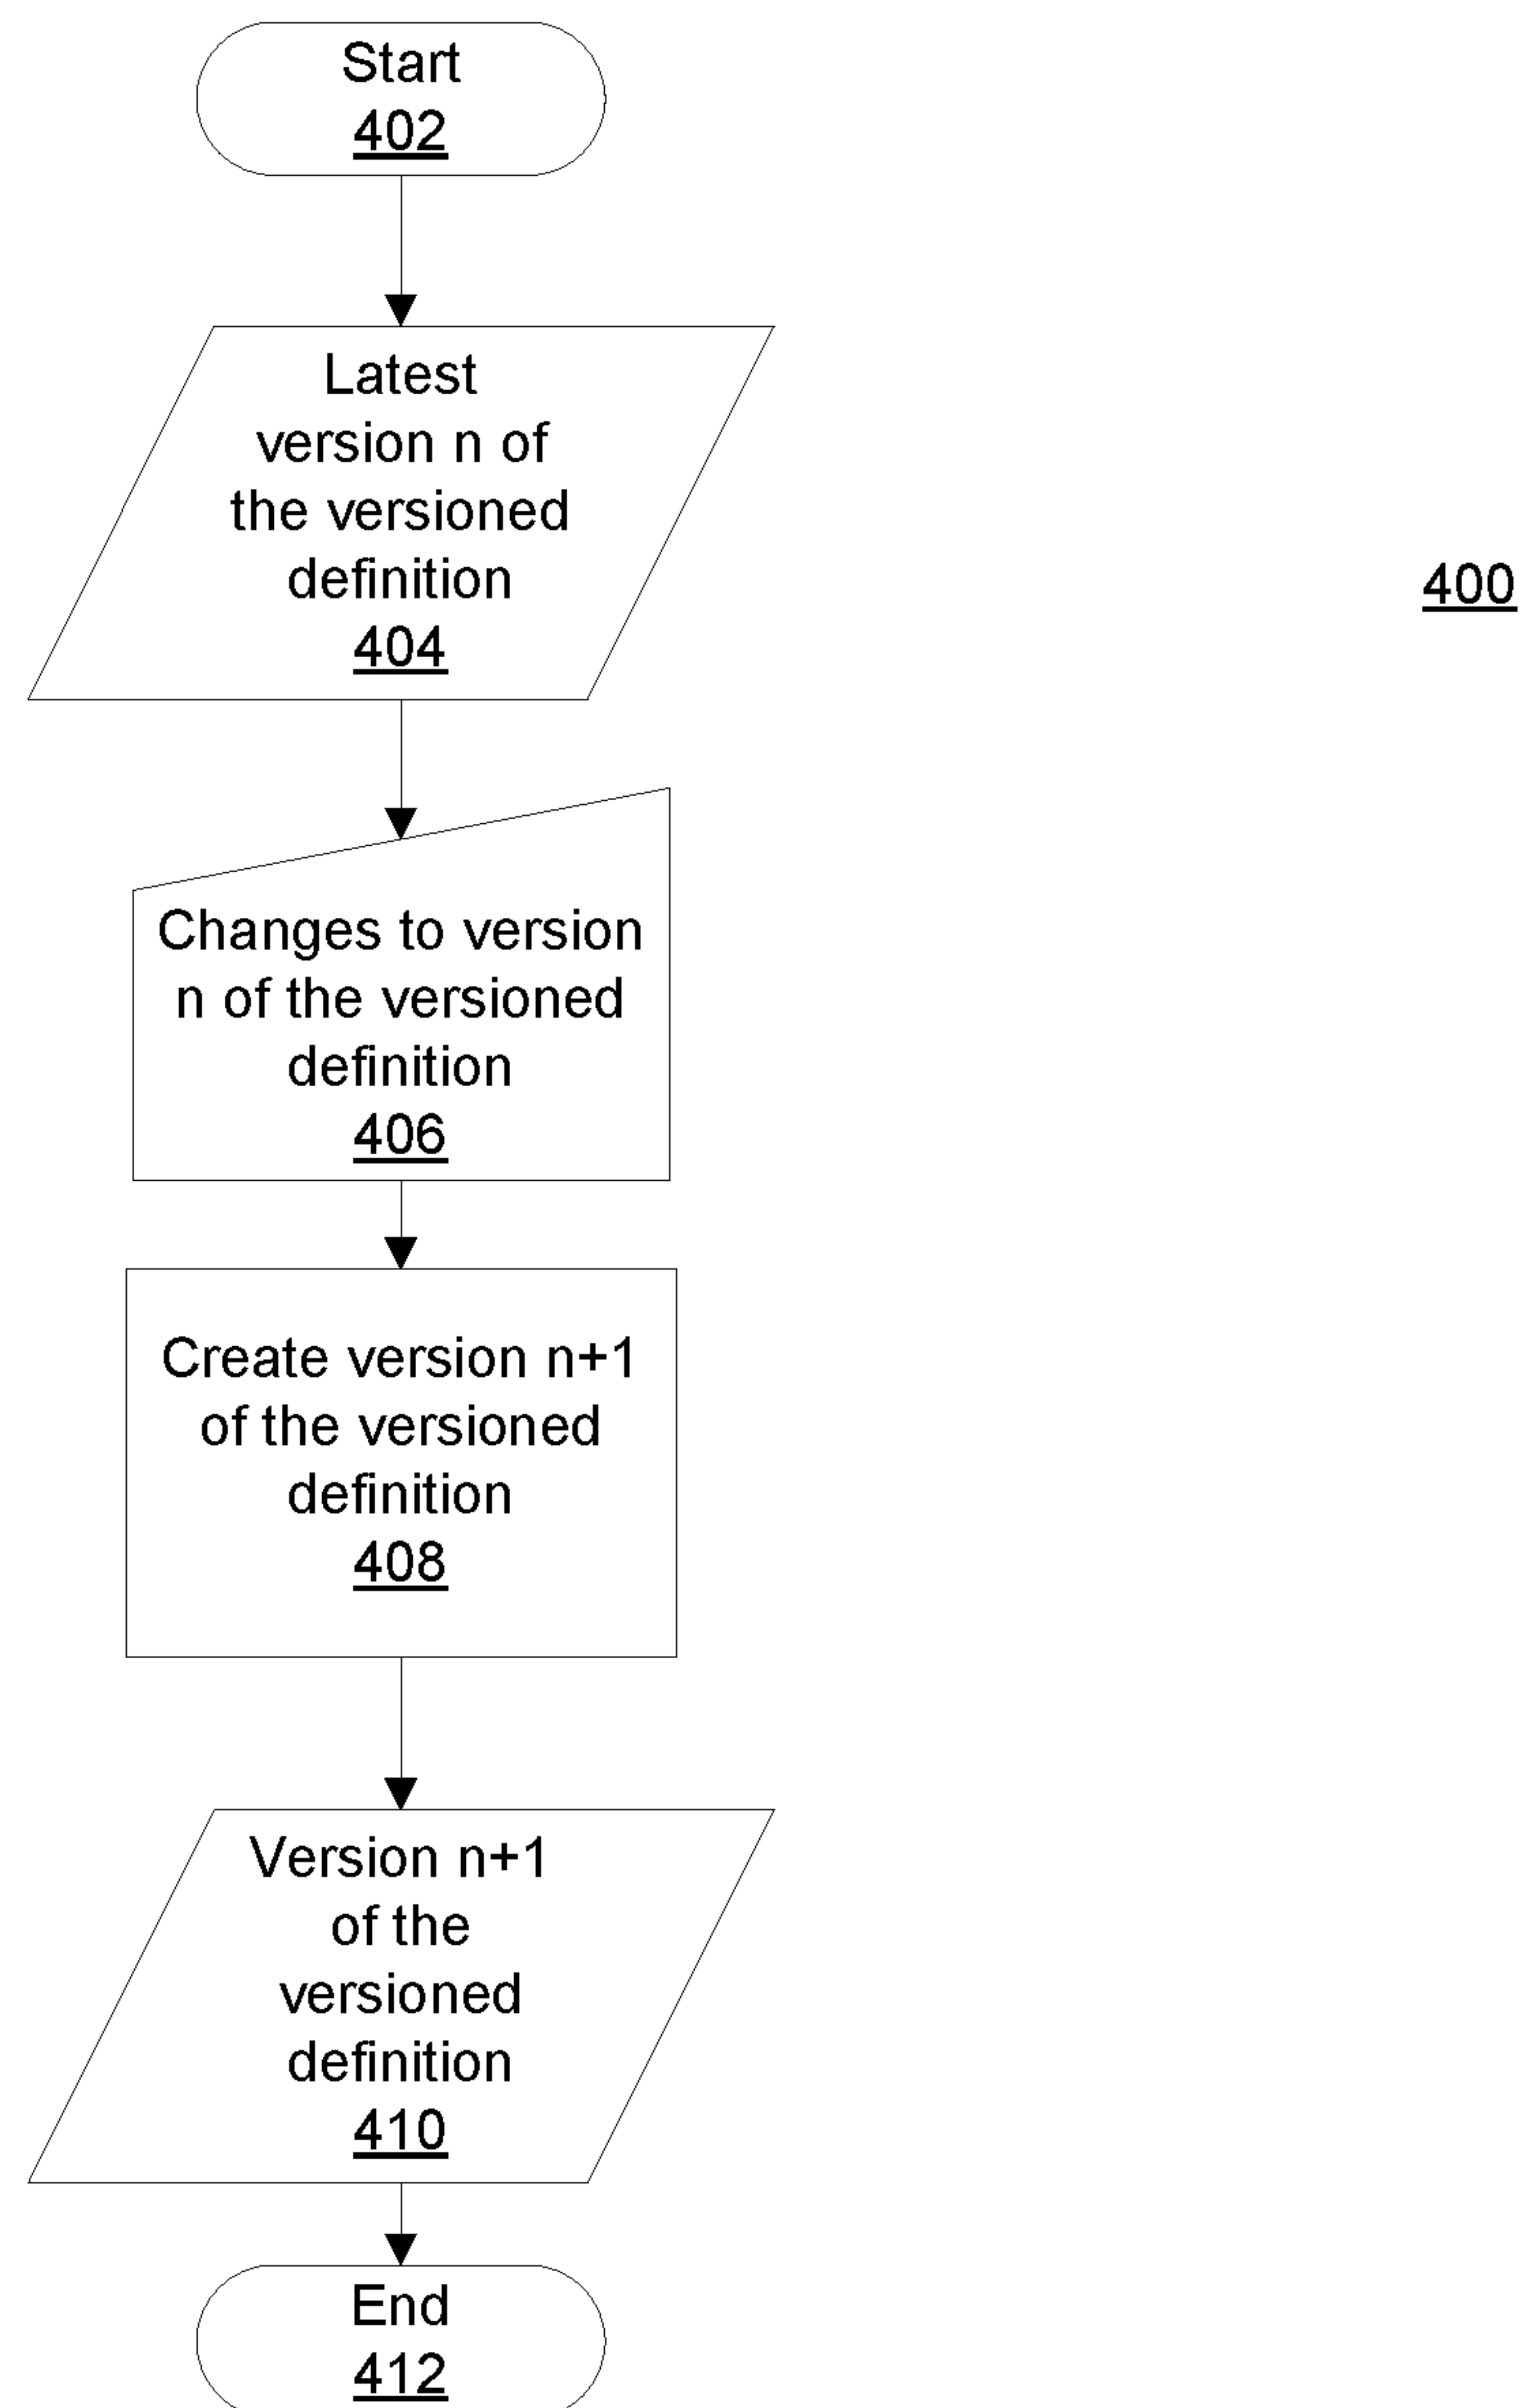 Start
402
Latest
version n of
the versioned
definition
404
400
Changes to version
n of the versioned
definition
406
Create version n+1
of the versioned
definition
408
Version n+1
of the
versioned
definition
410
End
412